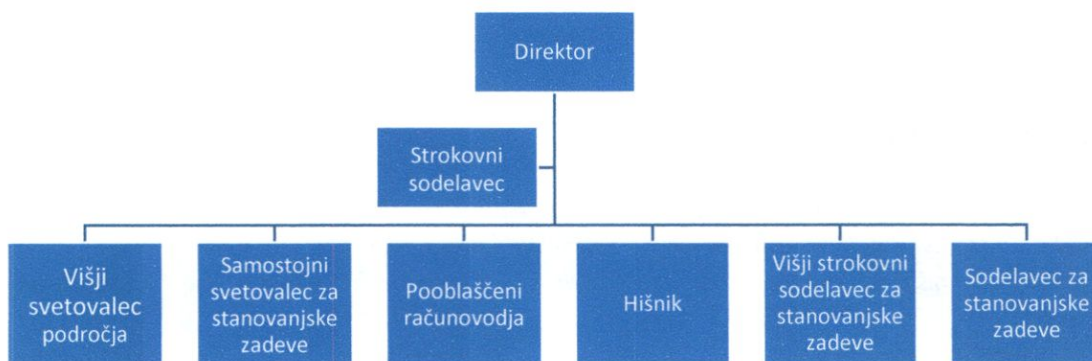 Direktor
Strokovni
sodelavec
Višji
svetovalec
področja
Samostojni
svetovalec za
stanovanjske
zadeve
Pooblaščeni
računovodja
Hišnik
Višji strokovni
sodelavec za
stanovanjske
zadeve
Sodelavec za
stanovanjske
zadeve